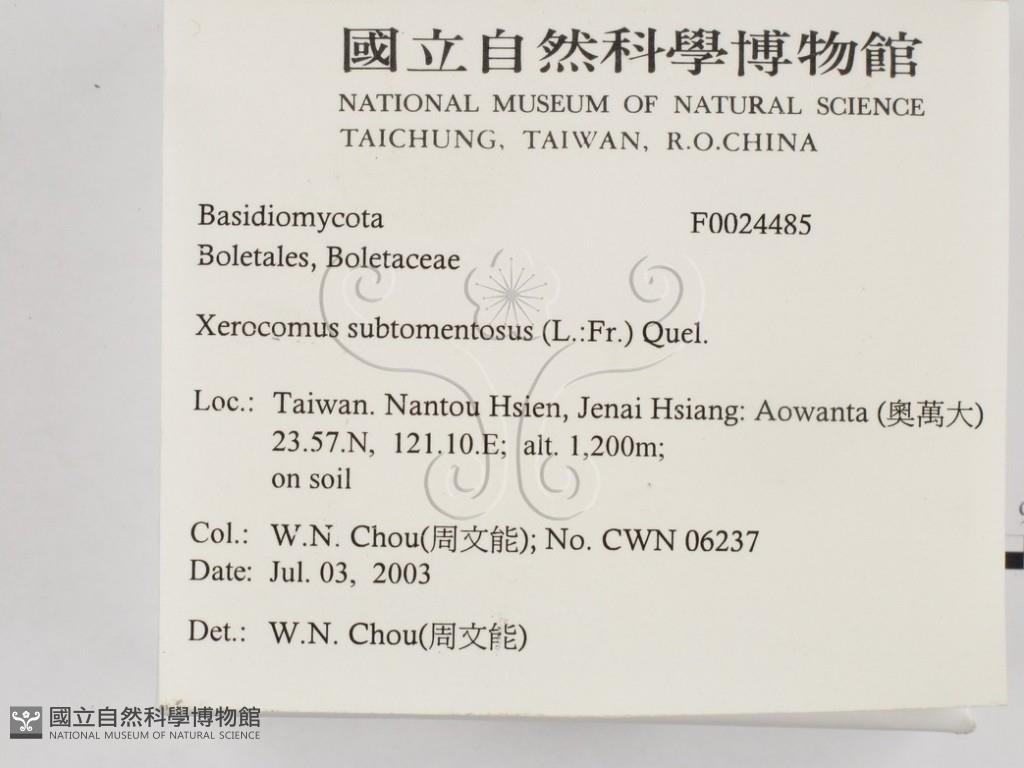 國立自然科學博物館
NATIONAL MUSEUM OF NATURAL SCIENCE
TAICHUNG, TAIWAN, R.O.CHINA
Basidiomycota F0024485
Boletales, Boletaceae
Xerocomus subtomentosus (L.:Fr.) Quel.
Loc.: Taiwan. Nantou Hsien, Jenai Hsiang: Aowanta (奧萬大)
23.57.N, 121.10.E; alt. 1,200m;
on soil
Col.: W.N. Chou(周文能); No. CWN 06237
Date: Jul. 03, 2003
Det.: W.N. Chou(周文能)
國立自然科學博物館
NATIONAL MUSEUM OF NATURAL SCIENCE